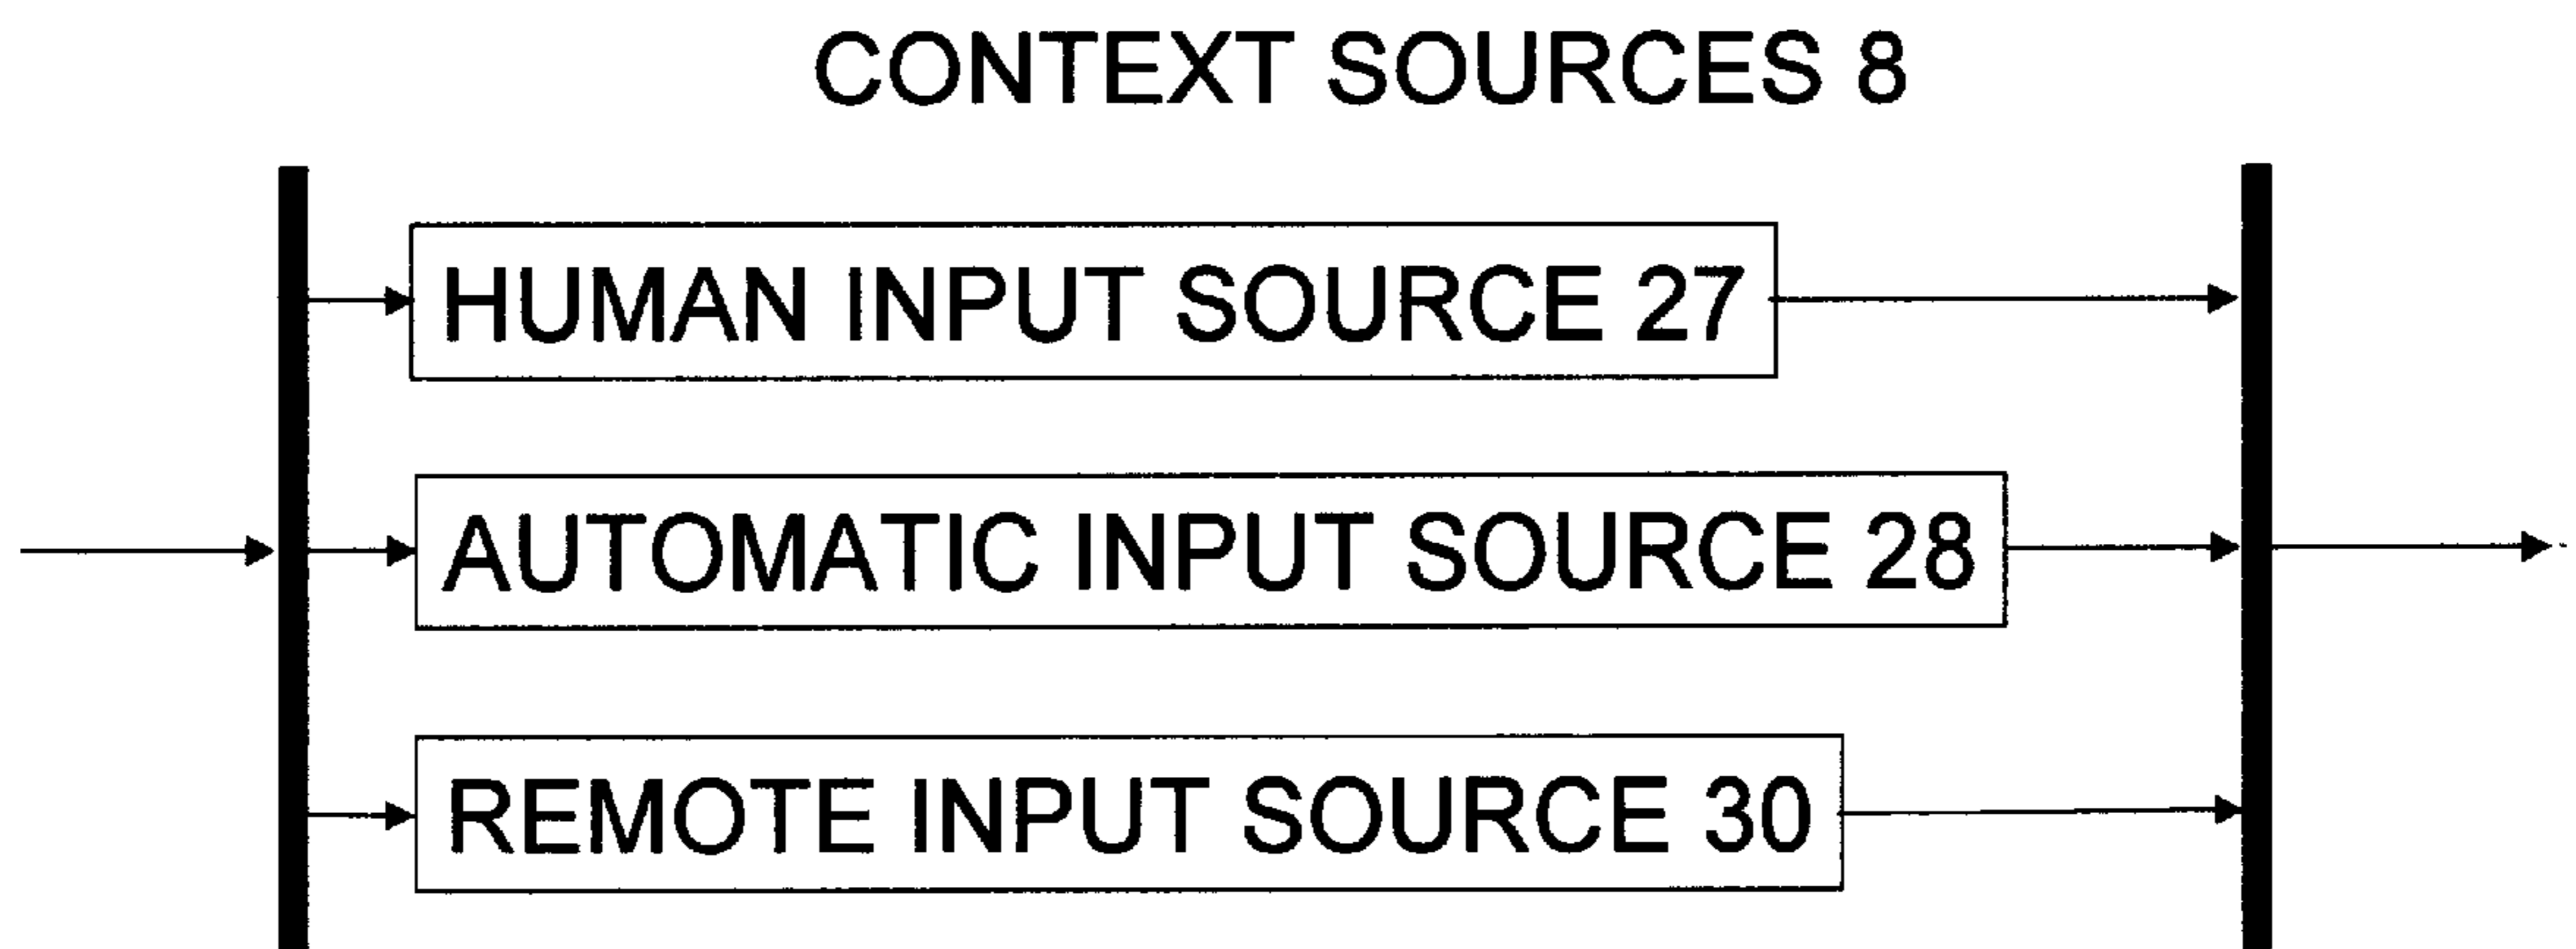 CONTEXT SOURCES 8
HUMAN INPUT SOURCE 27
AUTOMATIC INPUT SOURCE 28
REMOTE INPUT SOURCE 30